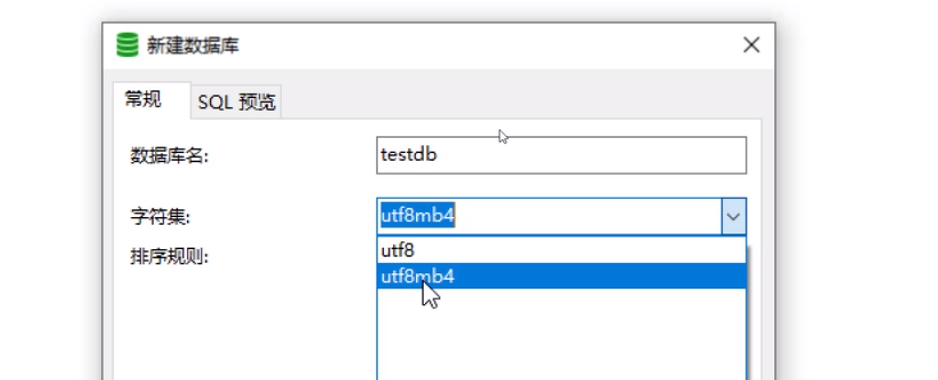 新建数据库
常规 SQL 预览
数据库名: testdb
字符集: utf8mb4
utf8
排序规则:
utf8mb4